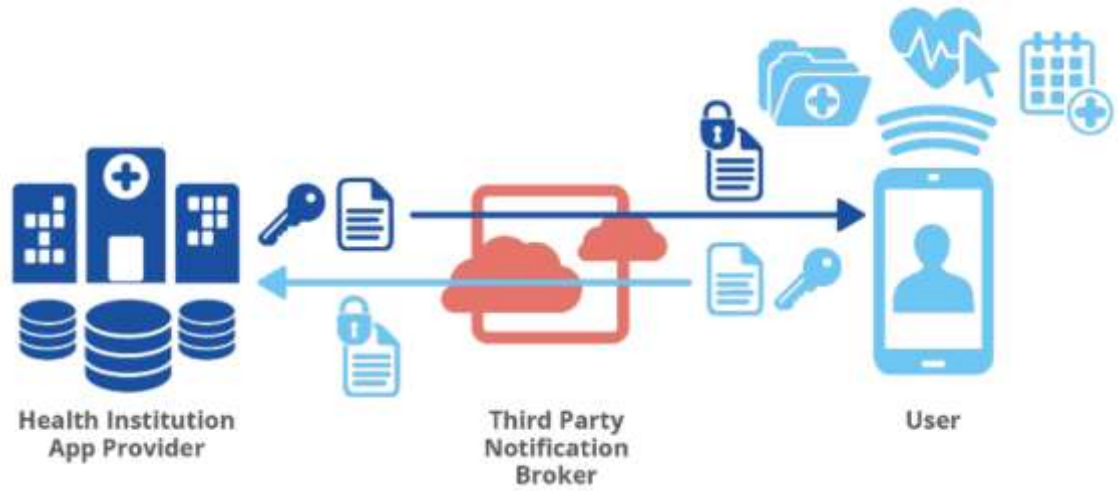 Health Institution
App Provider
Third Party
Notification
Broker
User